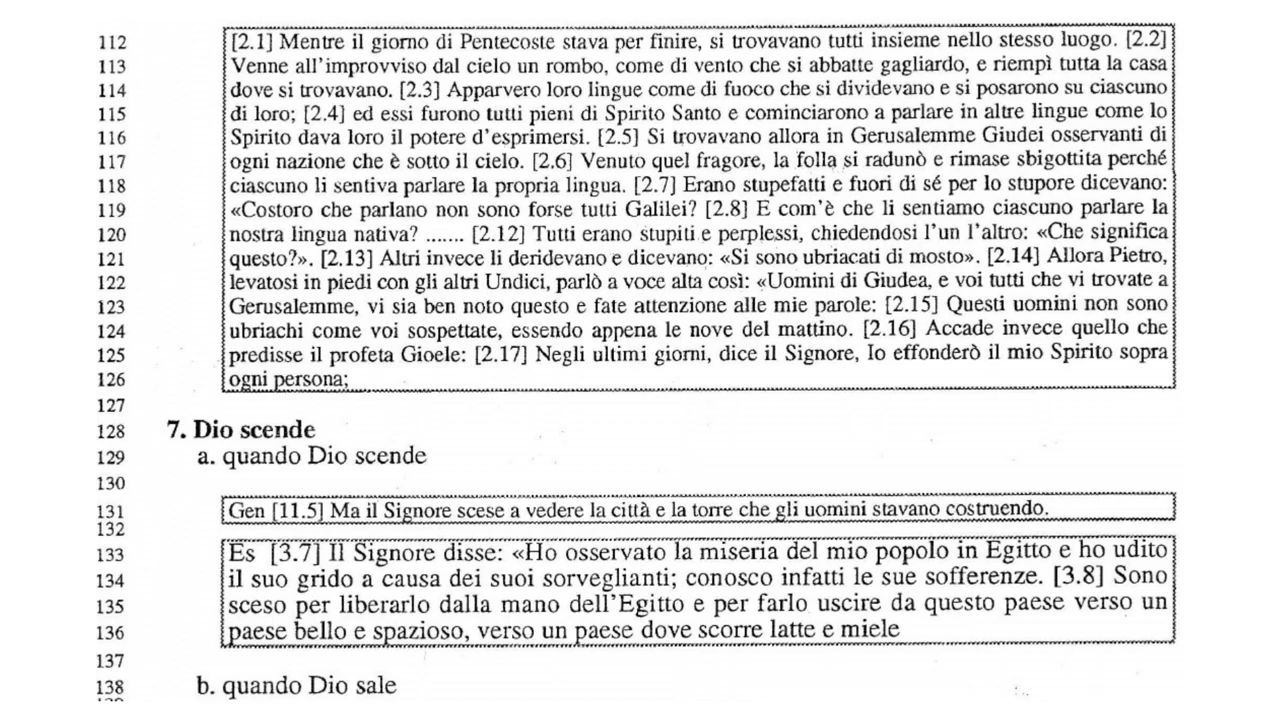 112 [2.1] Mentre il giorno di Pentecoste stava per finire, si trovavano tutti insieme nello stesso luogo. [2.2]
113 Venne all'improvviso dal cielo un rombo, come di vento che si abbatte gagliardo, e riempì tutta la casa
114 dove si trovavano. [2.3] Apparvero loro lingue come di fuoco che si dividevano e si posarono su ciascuno
115 di loro; [2.4] ed essi furono tutti pieni di Spirito Santo e cominciarono a parlare in altre lingue come lo
116 Spirito dava loro il potere d'esprimersi. [2.5] Si trovavano allora in Gerusalemme Giudei osservanti di
117 ogni nazione che è sotto il cielo. [2.6] Venuto quel fragore, la folla si radunò e rimase sbigottita perché
118 ciascuno li sentiva parlare la propria lingua. [2.7] Erano stupefatti e fuori di sé per lo stupore dicevano:
119 «Costoro che parlano non sono forse tutti Galilei? [2.8] E com'è che li sentiamo ciascuno parlare la
120 nostra lingua nativa? ....... [2.12] Tutti erano stupiti e perplessi, chiedendosi l'un l'altro: «Che significa
121 questo?». [2.13] Altri invece li deridevano e dicevano: «Si sono ubriacati di mosto». [2.14] Allora Pietro,
122 levatosi in piedi con gli altri Undici, parlò a voce alta così: «Uomini di Giudea, e voi tutti che vi trovate a
123 Gerusalemme, vi sia ben noto questo e fate attenzione alle mie parole: [2.15] Questi uomini non sono
124 ubriachi come voi sospettate, essendo appena le nove del mattino. [2.16] Accade invece quello che
125 predisse il profeta Gioele: [2.17] Negli ultimi giorni, dice il Signore, Io effonderò il mio Spirito sopra
126 ogni persona;
127
128 7. Dio scende
129 a. quando Dio scende
130
131 Gen [11.5] Ma il Signore scese a vedere la città e la torre che gli uomini stavano costruendo.
132
133 Es [3.7] Il Signore disse: «Ho osservato la miseria del mio popolo in Egitto e ho udito
134 il suo grido a causa dei suoi sorveglianti; conosco infatti le sue sofferenze. [3.8] Sono
135 sceso per liberarlo dalla mano dell'Egitto e per farlo uscire da questo paese verso un
136 paese bello e spazioso, verso un paese dove scorre latte e miele
137
138 b. quando Dio sale